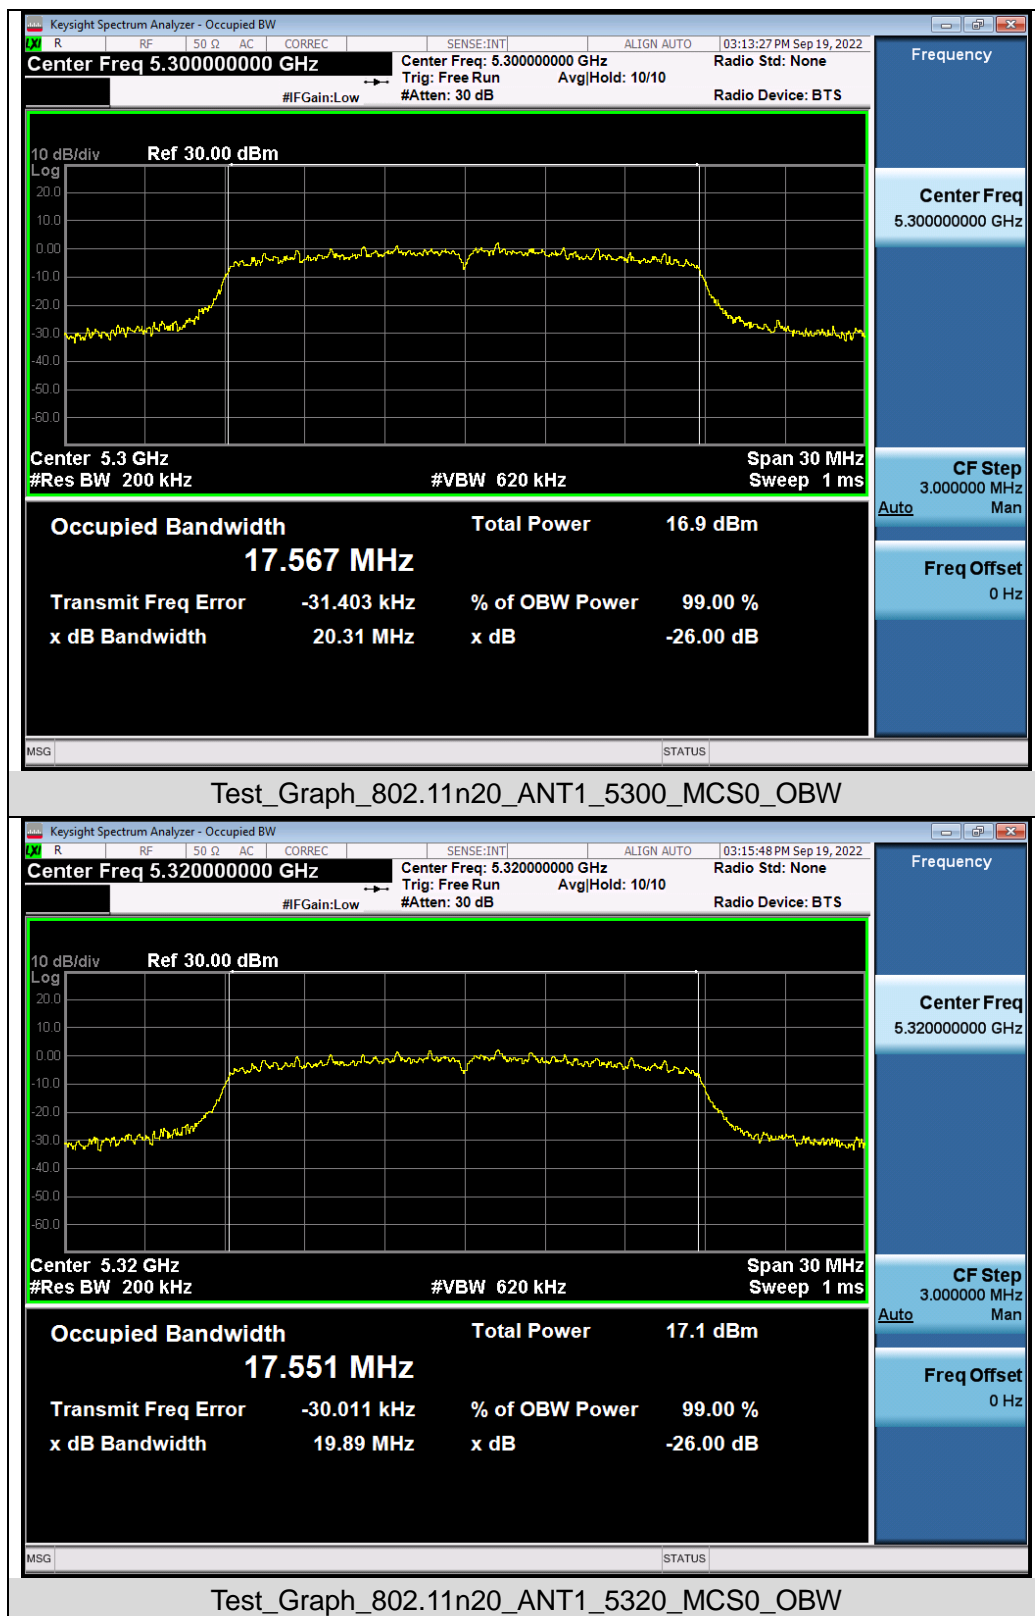 Keysight Spectrum Analyzer - Occupied BW
LXI R RF 50 Ω AC CORREC SENSE:INT ALIGN AUTO 03:13:27 PM Sep 19, 2022
Center Freq 5.300000000 GHz
Center Freq: 5.300000000 GHz Radio Std: None
Trig: Free Run Avg|Hold: 10/10
#IFGain:Low #Atten: 30 dB Radio Device: BTS
Frequency
10 dB/div Ref 30.00 dBm
Log
20.0
10.0
0.00
-10.0
-20.0
-30.0
-40.0
-50.0
-60.0
Center 5.3 GHz Span 30 MHz
#Res BW 200 kHz #VBW 620 kHz Sweep 1 ms
Center Freq
5.300000000 GHz
CF Step
3.000000 MHz
Auto Man
Freq Offset
0 Hz
Occupied Bandwidth Total Power 16.9 dBm
17.567 MHz
Transmit Freq Error -31.403 kHz % of OBW Power 99.00 %
x dB Bandwidth 20.31 MHz x dB -26.00 dB
MSG STATUS
Test_Graph_802.11n20_ANT1_5300_MCS0_OBW
Keysight Spectrum Analyzer - Occupied BW
LXI R RF 50 Ω AC CORREC SENSE:INT ALIGN AUTO 03:15:48 PM Sep 19, 2022
Center Freq 5.320000000 GHz
Center Freq: 5.320000000 GHz Radio Std: None
Trig: Free Run Avg|Hold: 10/10
#IFGain:Low #Atten: 30 dB Radio Device: BTS
Frequency
10 dB/div Ref 30.00 dBm
Log
20.0
10.0
0.00
-10.0
-20.0
-30.0
-40.0
-50.0
-60.0
Center 5.32 GHz Span 30 MHz
#Res BW 200 kHz #VBW 620 kHz Sweep 1 ms
Center Freq
5.320000000 GHz
CF Step
3.000000 MHz
Auto Man
Freq Offset
0 Hz
Occupied Bandwidth Total Power 17.1 dBm
17.551 MHz
Transmit Freq Error -30.011 kHz % of OBW Power 99.00 %
x dB Bandwidth 19.89 MHz x dB -26.00 dB
MSG STATUS
Test_Graph_802.11n20_ANT1_5320_MCS0_OBW